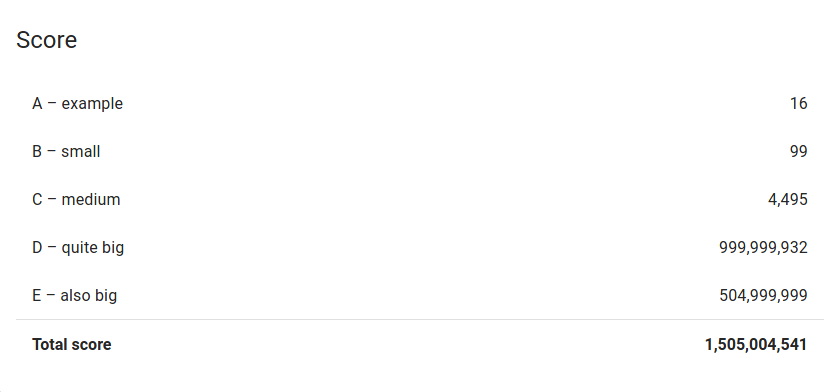 Score
A – example 16
B – small 99
C – medium 4,495
D – quite big 999,999,932
E – also big 504,999,999
Total score 1,505,004,541